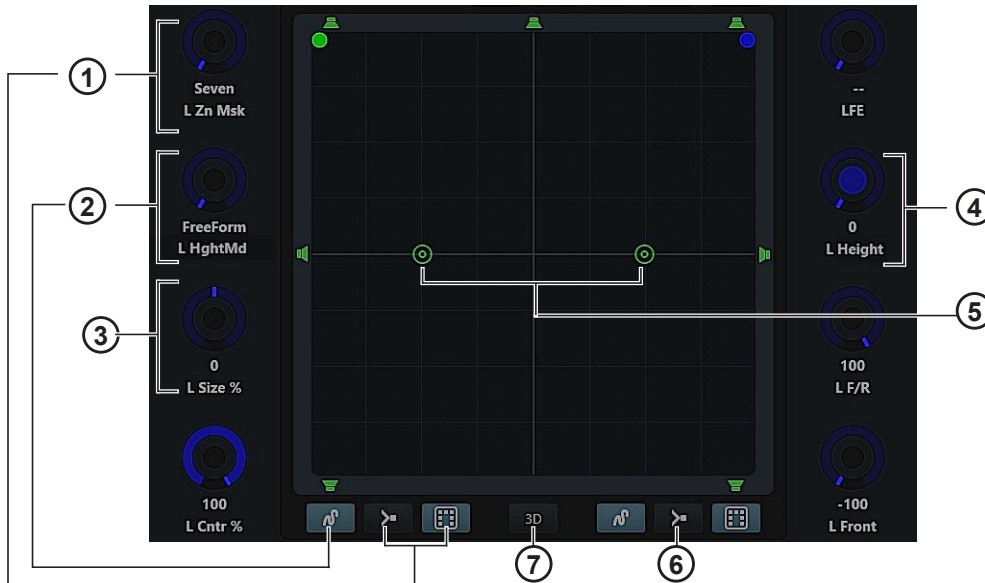 1
Seven
L Zn Msk
2
FreeForm
L HghtMd
3
0
L Size %
100
L Cntr %
--
LFE
0
L Height
4
5
100
L F/R
-100
L Front
3D
7
6